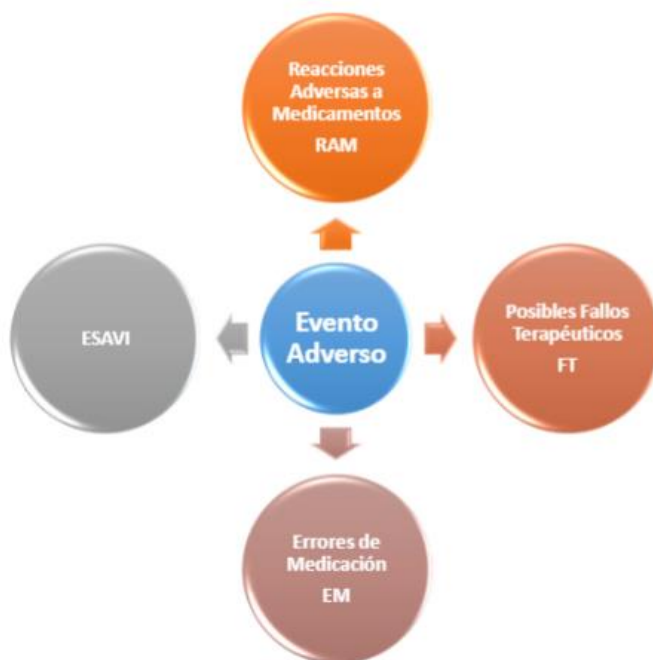 Reacciones
Adversas a
Medicamentos
RAM
ESAVI
Evento
Adverso
Posibles Fallos
Terapéuticos
FT
Errores de
Medicación
EM